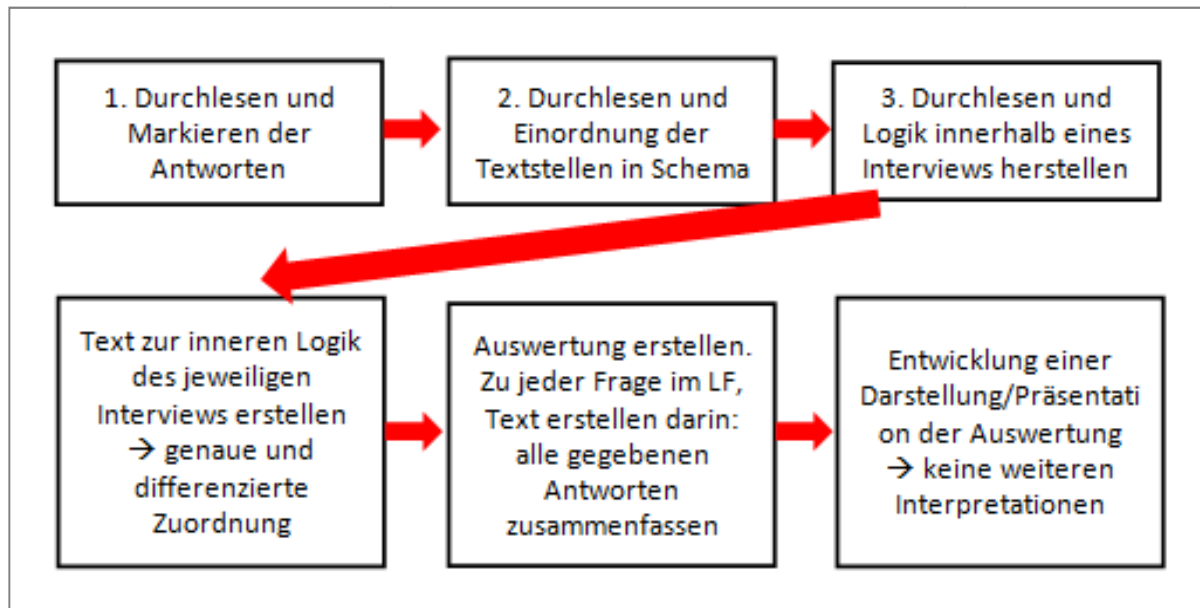 1. Durchlesen und
Markieren der
Antworten
2. Durchlesen und
Einordnung der
Textstellen in Schema
3. Durchlesen und
Logik innerhalb eines
Interviews herstellen
Text zur inneren Logik
des jeweiligen
Interviews erstellen
→ genaue und
differenzierte
Zuordnung
Auswertung erstellen.
Zu jeder Frage im LF,
Text erstellen darin:
alle gegebenen
Antworten
zusammenfassen
Entwicklung einer
Darstellung/Präsentati
on der Auswertung
→ keine weiteren
Interpretationen